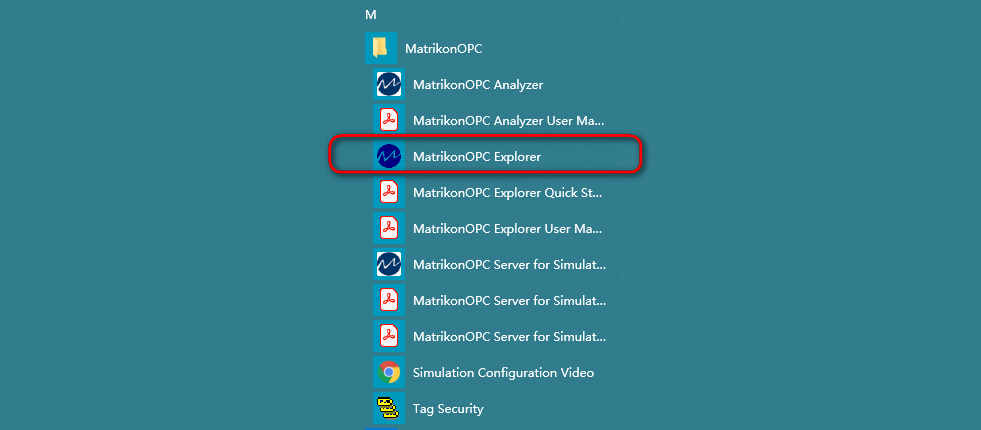 M
MatrikonOPC
MatrikonOPC Analyzer
MatrikonOPC Analyzer User Ma...
MatrikonOPC Explorer
MatrikonOPC Explorer Quick St...
MatrikonOPC Explorer User Ma...
MatrikonOPC Server for Simulat...
MatrikonOPC Server for Simulat...
MatrikonOPC Server for Simulat...
Simulation Configuration Video
Tag Security